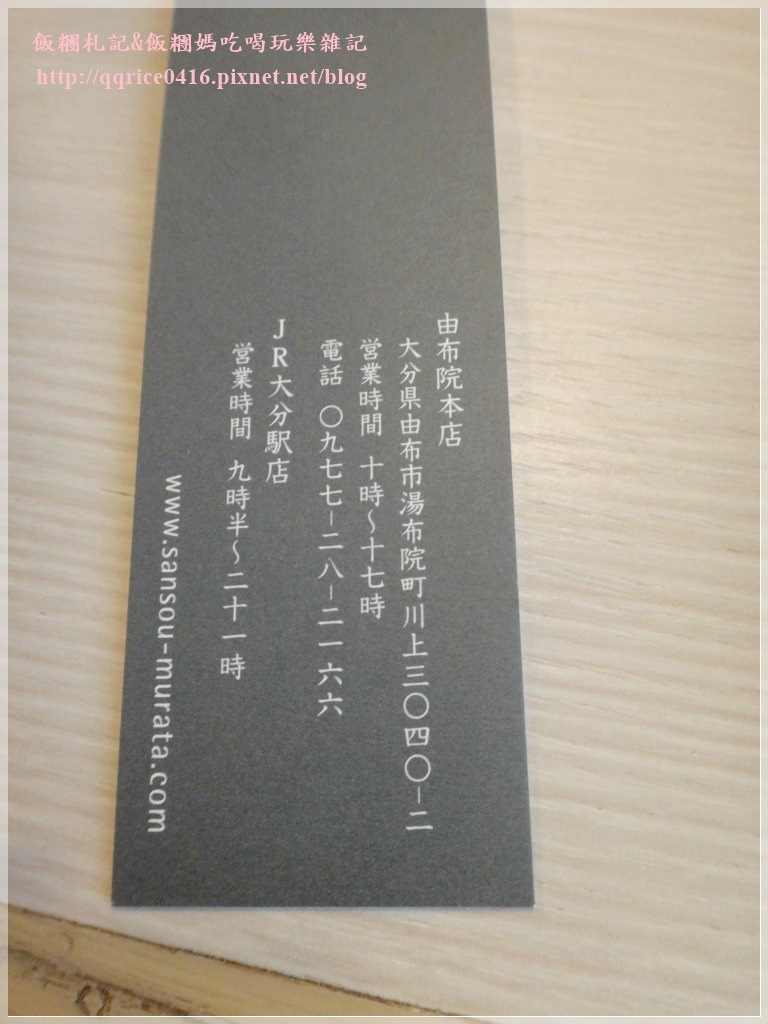 飯糰札記&飯糰媽吃喝玩樂雜記
http://qqrice0416.pixnet.net/blog
由布院本店
大分県由布市湯布院町川上三〇四〇-二
営業時間 十時～十七時
電話 〇九七七-二八-二一六六
JR大分駅店
営業時間 九時半～二十一時
www.sansou-murata.com